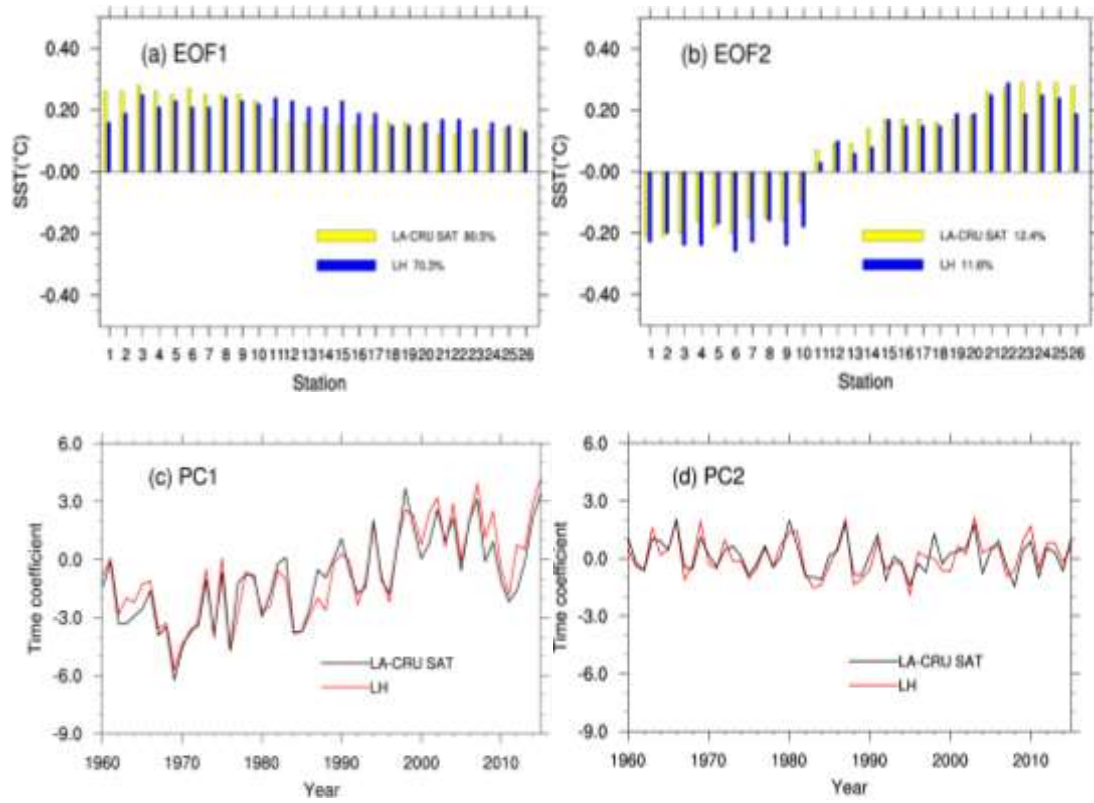 (a) EOF1
0.40
0.20
-0.00
-0.20
-0.40
SST(°C)
LA-CRU SAT
LH 70.3%
1 2 3 4 5 6 7 8 9 10 11 12 13 14 15 16 17 18 19 20 21 22 23 24 25 26
Station
(b) EOF2
0.40
0.20
-0.00
-0.20
-0.40
SST(°C)
LA-CRU SAT 12.4%
LH 11.6%
1 2 3 4 5 6 7 8 9 10 11 12 13 14 15 16 17 18 19 20 21 22 23 24 25 26
Station
(c) PC1
6.0
3.0
0.0
-3.0
-6.0
-9.0
Time coefficient
LA-CRU SAT
LH
1960 1970 1980 1990 2000 2010
Year
(d) PC2
6.0
3.0
0.0
-3.0
-6.0
-9.0
Time coefficient
LA-CRU SAT
LH
1960 1970 1980 1990 2000 2010
Year